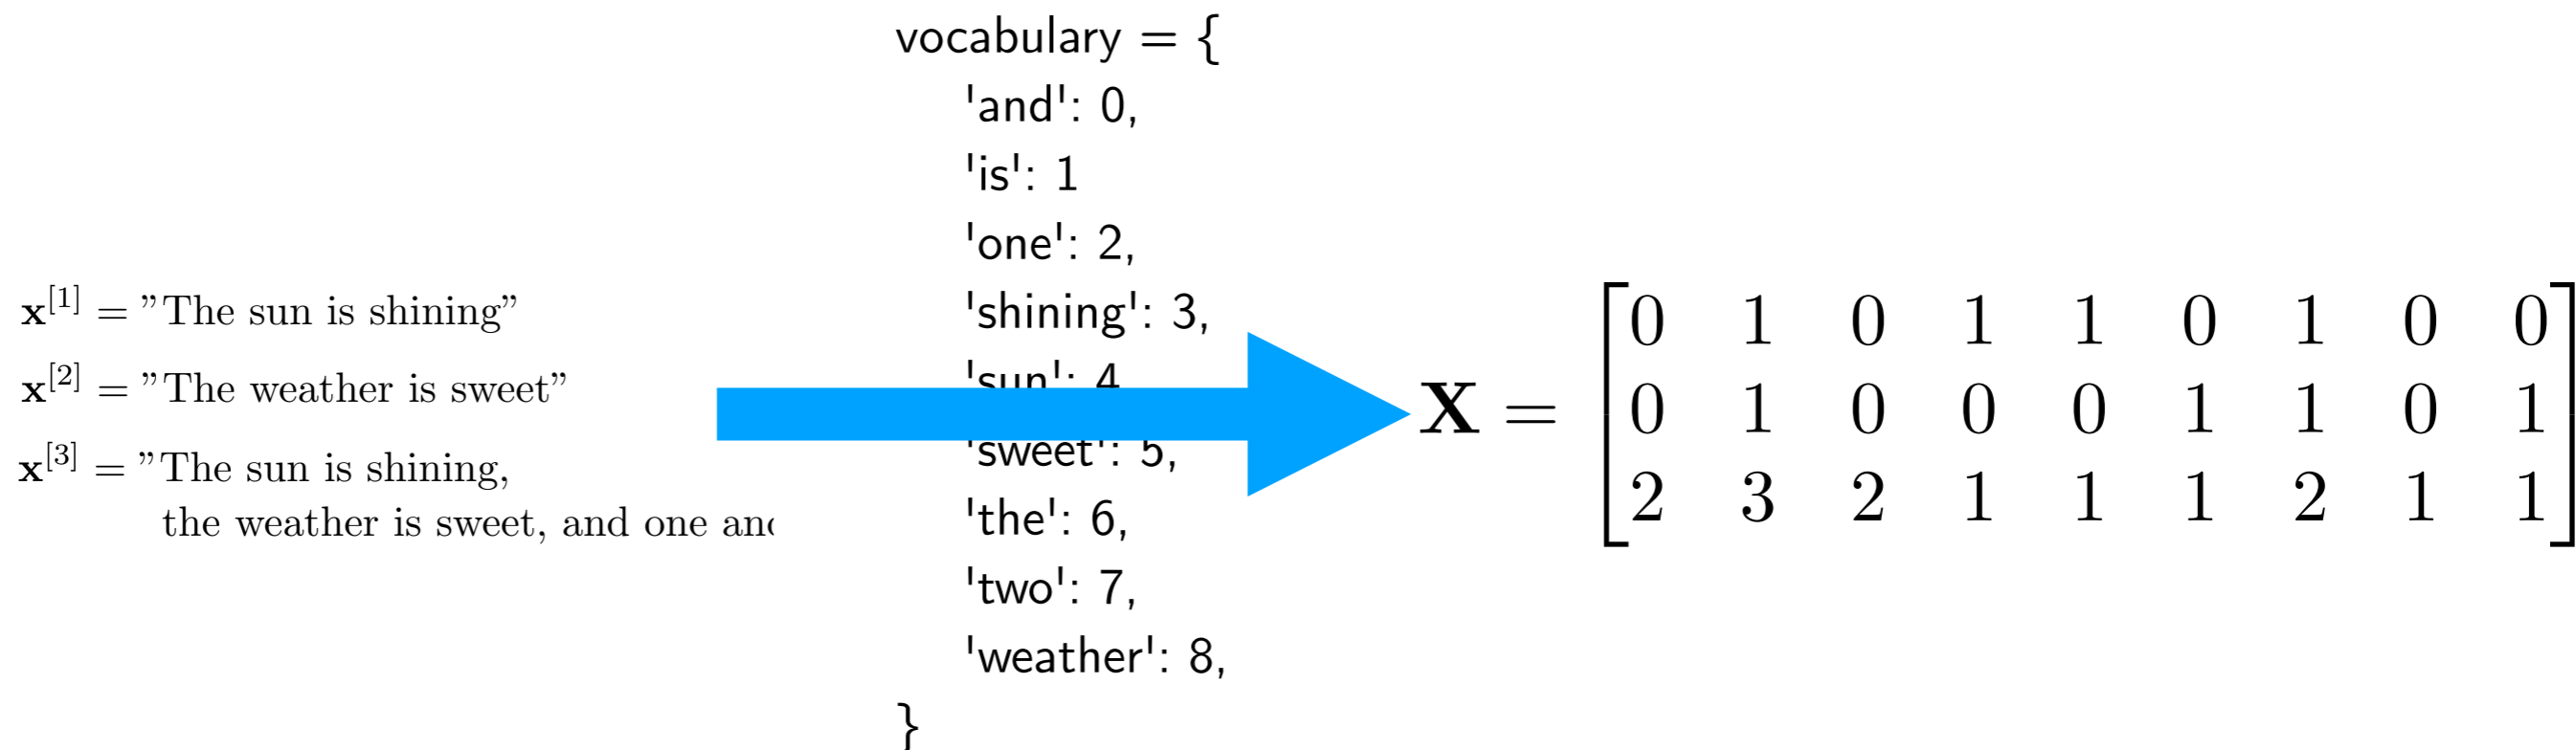 x^[1] = ”The sun is shining”
x^[2] = ”The weather is sweet”
x^[3] = ”The sun is shining,
the weather is sweet, and one
vocabulary = {
'and': 0,
'is': 1
'one': 2,
'shining': 3,
'sun': 4
'sweet': 5,
'the': 6,
'two': 7,
'weather': 8,
}
X =
0 1 0 1 1 0 1 0 0
0 1 0 0 0 1 1 0 1
2 3 2 1 1 1 2 1 1